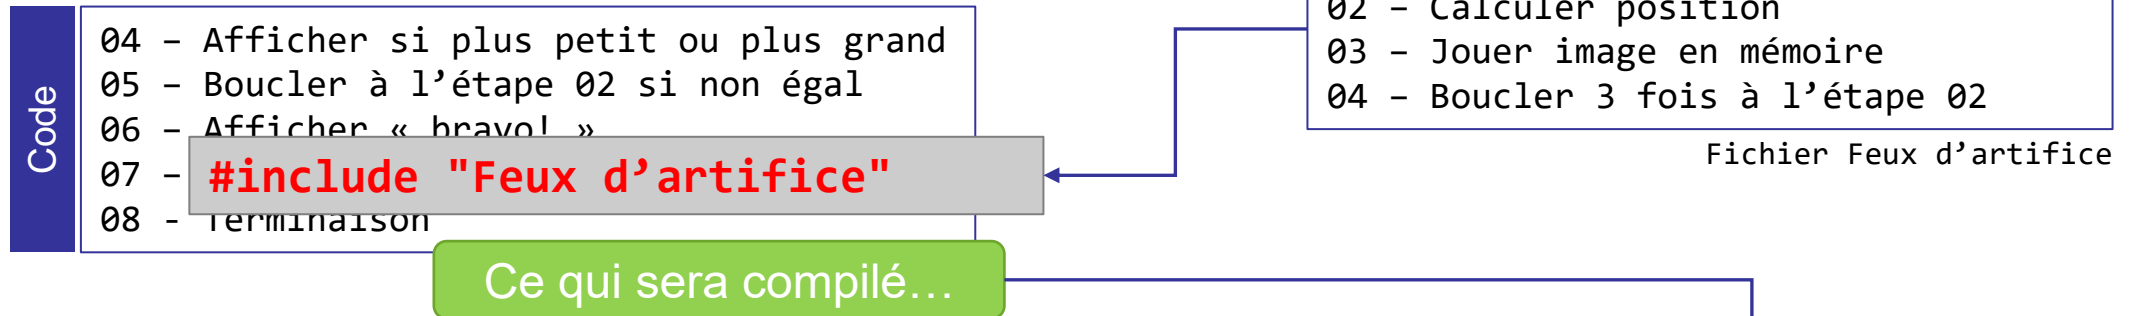 Code
04 – Afficher si plus petit ou plus grand
05 – Boucler à l’étape 02 si non égal
06 – Afficher « bravo! »
07 – #include "Feux d’artifice"
08 - Terminaison
Ce qui sera compilé…
02 – Calculer position
03 – Jouer image en mémoire
04 – Boucler 3 fois à l’étape 02
Fichier Feux d’artifice